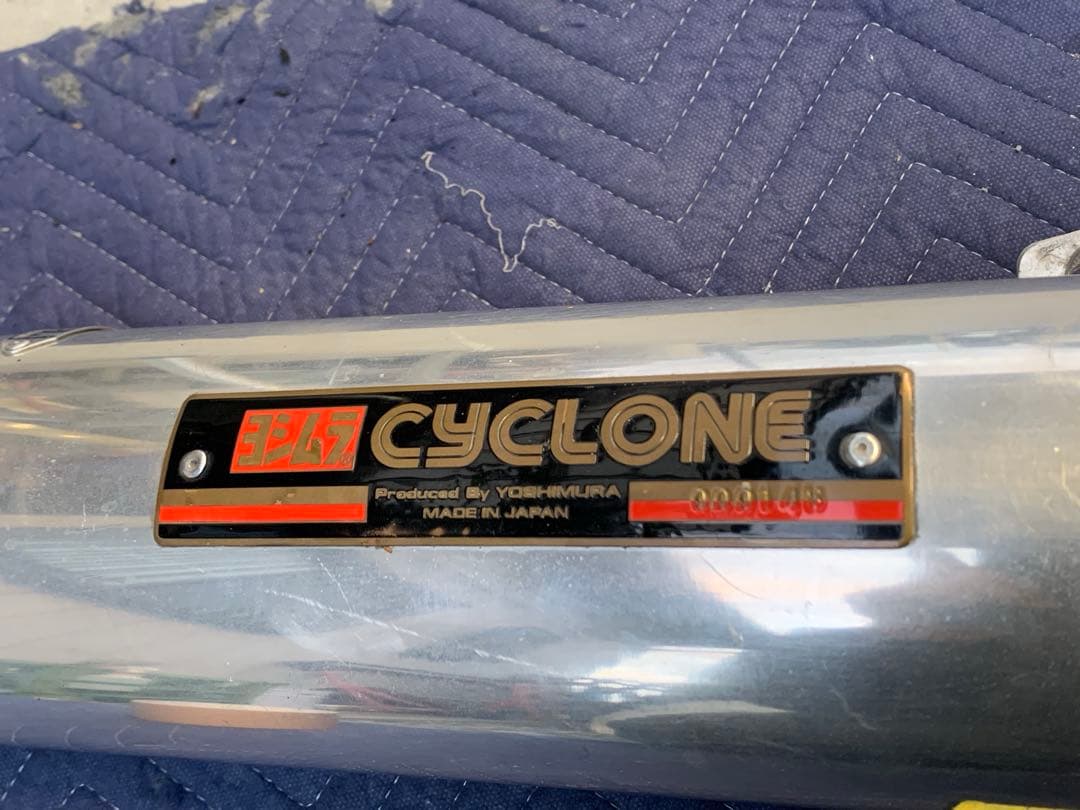 ヨシムラ® CYCLONE
Produced By YOSHIMURA
MADE IN JAPAN